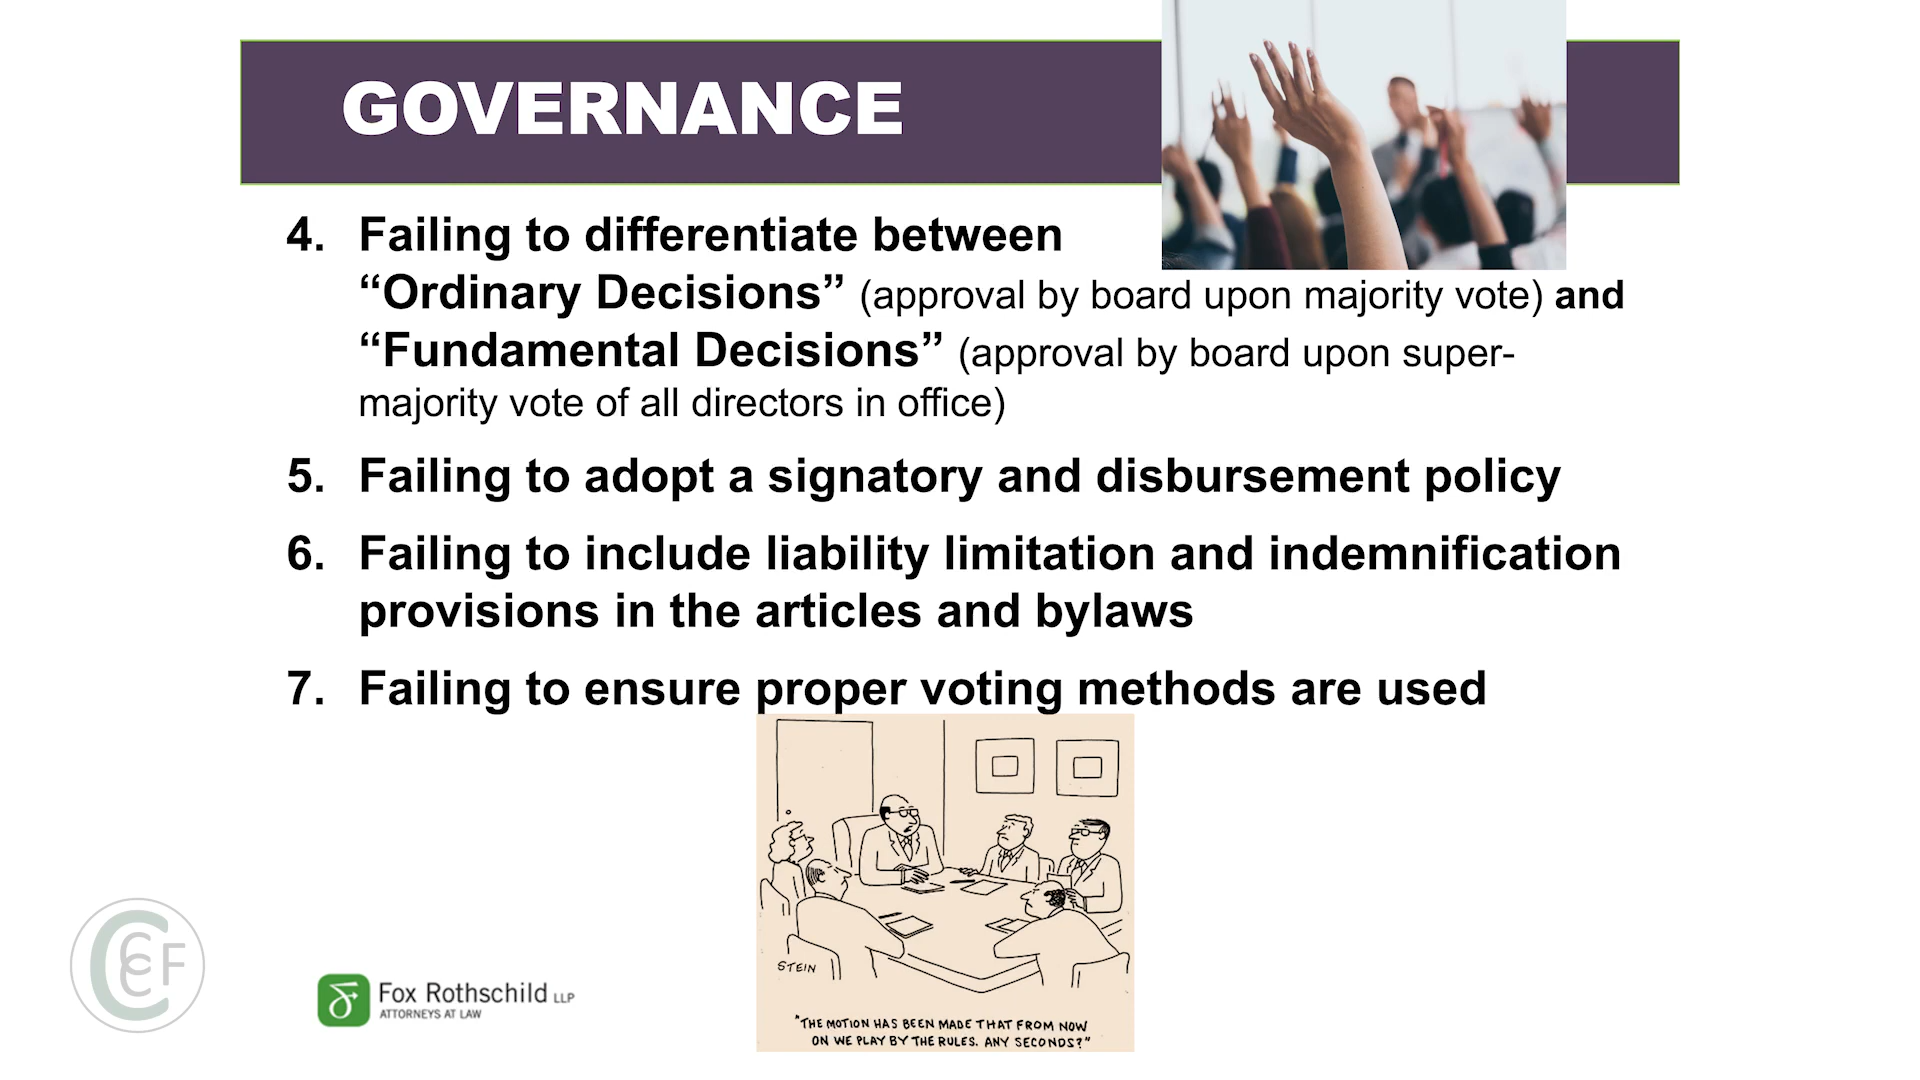 GOVERNANCE
4. Failing to differentiate between
“Ordinary Decisions” (approval by board upon majority vote) and
“Fundamental Decisions” (approval by board upon super-
majority vote of all directors in office)
5. Failing to adopt a signatory and disbursement policy
6. Failing to include liability limitation and indemnification
provisions in the articles and bylaws
7. Failing to ensure proper voting methods are used
STEIN
"THE MOTION HAS BEEN MADE THAT FROM NOW
ON WE PLAY BY THE RULES. ANY SECONDS?"
CCCF
Fox Rothschild LLP
ATTORNEYS AT LAW